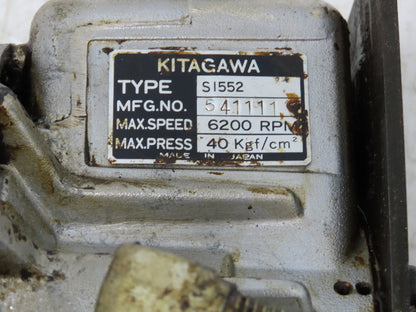 KITAGAWA
TYPE S1552
MFG.NO. 541111
MAX.SPEED 6200 RPM
MAX.PRESS 40 Kgf/cm²
MADE IN JAPAN